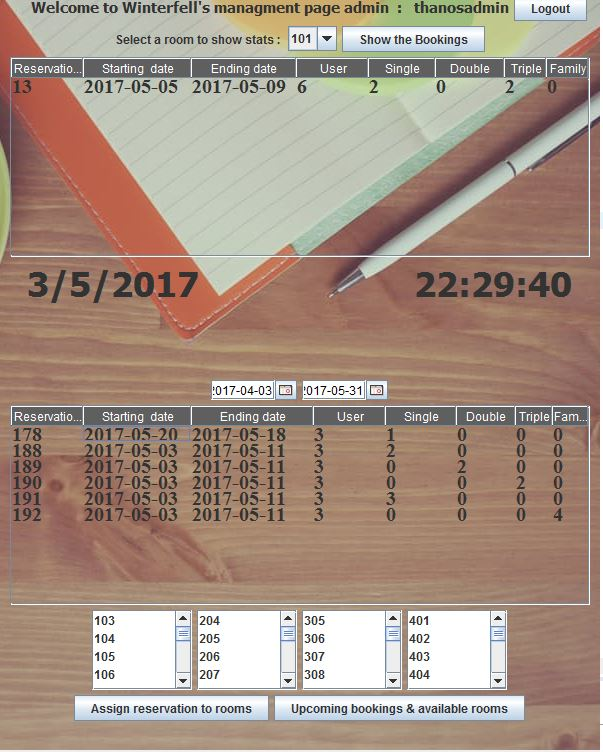 Welcome to Winterfell's managment page admin : thanosadmin Logout
Select a room to show stats : 101 Show the Bookings
Reservatio... Starting date Ending date User Single Double Triple Family
13 2017-05-05 2017-05-09 6 2 0 2 0
3/5/2017 22:29:40
2017-04-03 2017-05-31
Reservatio... Starting date Ending date User Single Double Triple Fam...
178 2017-05-20 2017-05-18 3 1 0 0 0
188 2017-05-03 2017-05-11 3 2 0 0 0
189 2017-05-03 2017-05-11 3 0 2 0 0
190 2017-05-03 2017-05-11 3 0 0 2 0
191 2017-05-03 2017-05-11 3 3 0 0 0
192 2017-05-03 2017-05-11 3 0 0 0 4
103 204 305 401
104 205 306 402
105 206 307 403
106 207 308 404
Assign reservation to rooms Upcoming bookings & available rooms